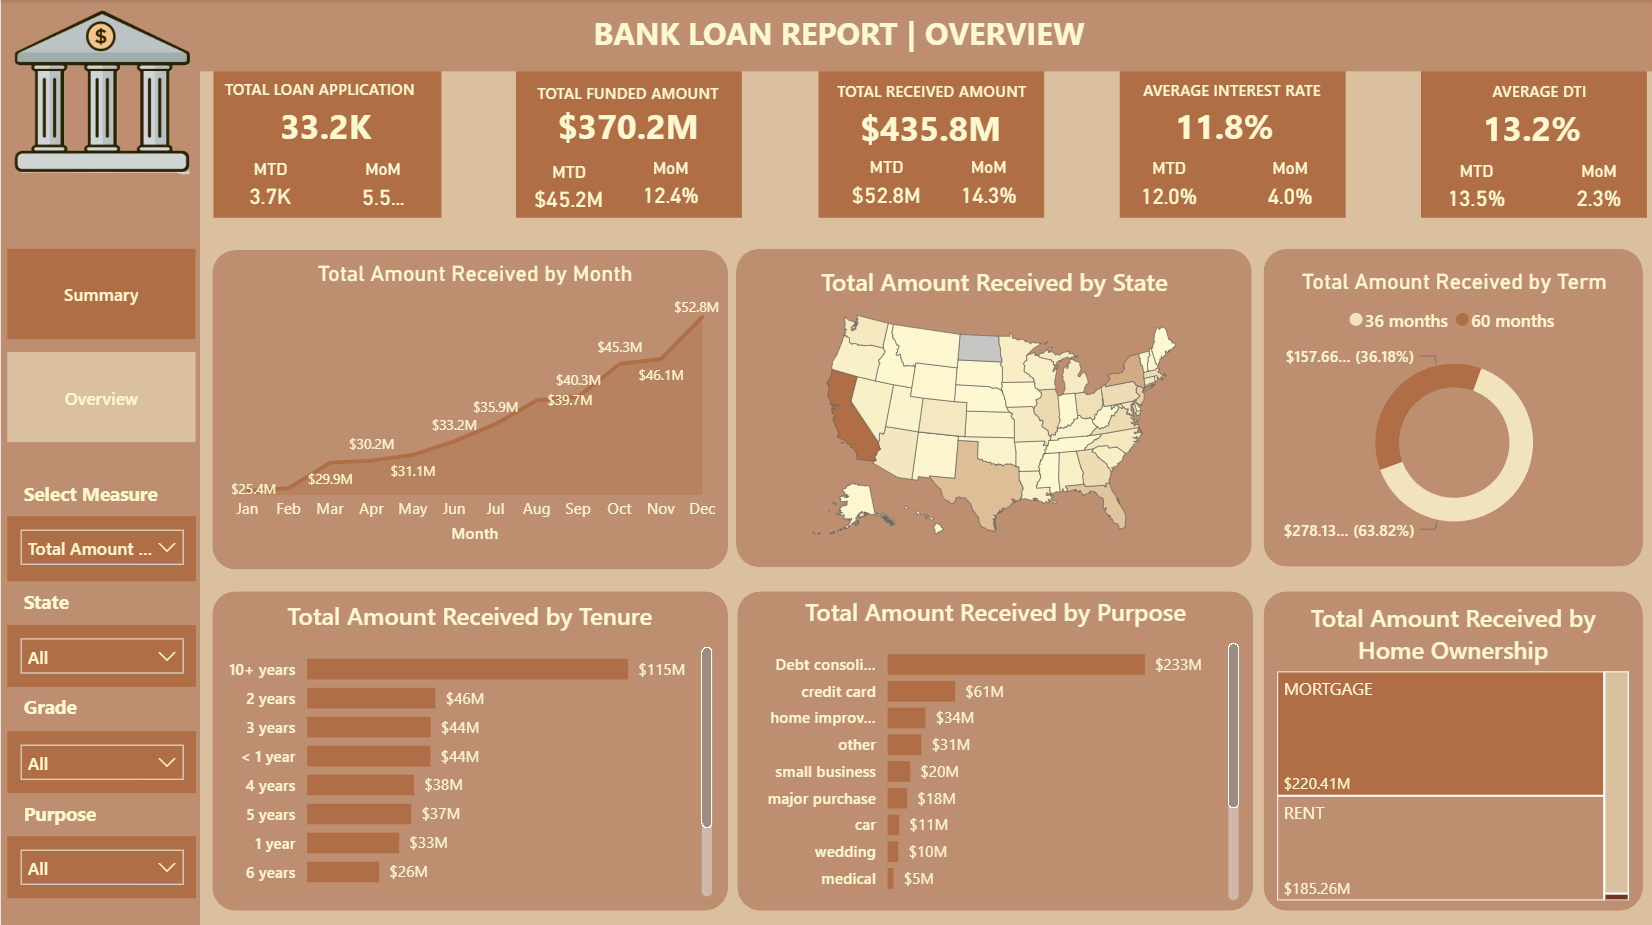 $
BANK LOAN REPORT | OVERVIEW
TOTAL LOAN APPLICATION
33.2K
MTD MoM
3.7K 5.5...
TOTAL FUNDED AMOUNT
$370.2M
MTD MoM
$45.2M 12.4%
TOTAL RECEIVED AMOUNT
$435.8M
MTD MoM
$52.8M 14.3%
AVERAGE INTEREST RATE
11.8%
MTD MoM
12.0% 4.0%
AVERAGE DTI
13.2%
MTD MoM
13.5% 2.3%
Summary
Overview
Select Measure
Total Amount ...
State
All
Grade
All
Purpose
All
Total Amount Received by Month
$25.4M
$29.9M
$30.2M
$31.1M
$33.2M
$35.9M
$39.7M
$40.3M
$45.3M
$46.1M
$52.8M
Jan Feb Mar Apr May Jun Jul Aug Sep Oct Nov Dec
Month
Total Amount Received by State
Total Amount Received by Term
36 months 60 months
$157.66... (36.18%)
$278.13... (63.82%)
Total Amount Received by Tenure
10+ years $115M
2 years $46M
3 years $44M
< 1 year $44M
4 years $38M
5 years $37M
1 year $33M
6 years $26M
Total Amount Received by Purpose
Debt consoli... $233M
credit card $61M
home improv... $34M
other $31M
small business $20M
major purchase $18M
car $11M
wedding $10M
medical $5M
Total Amount Received by
Home Ownership
MORTGAGE
$220.41M
RENT
$185.26M